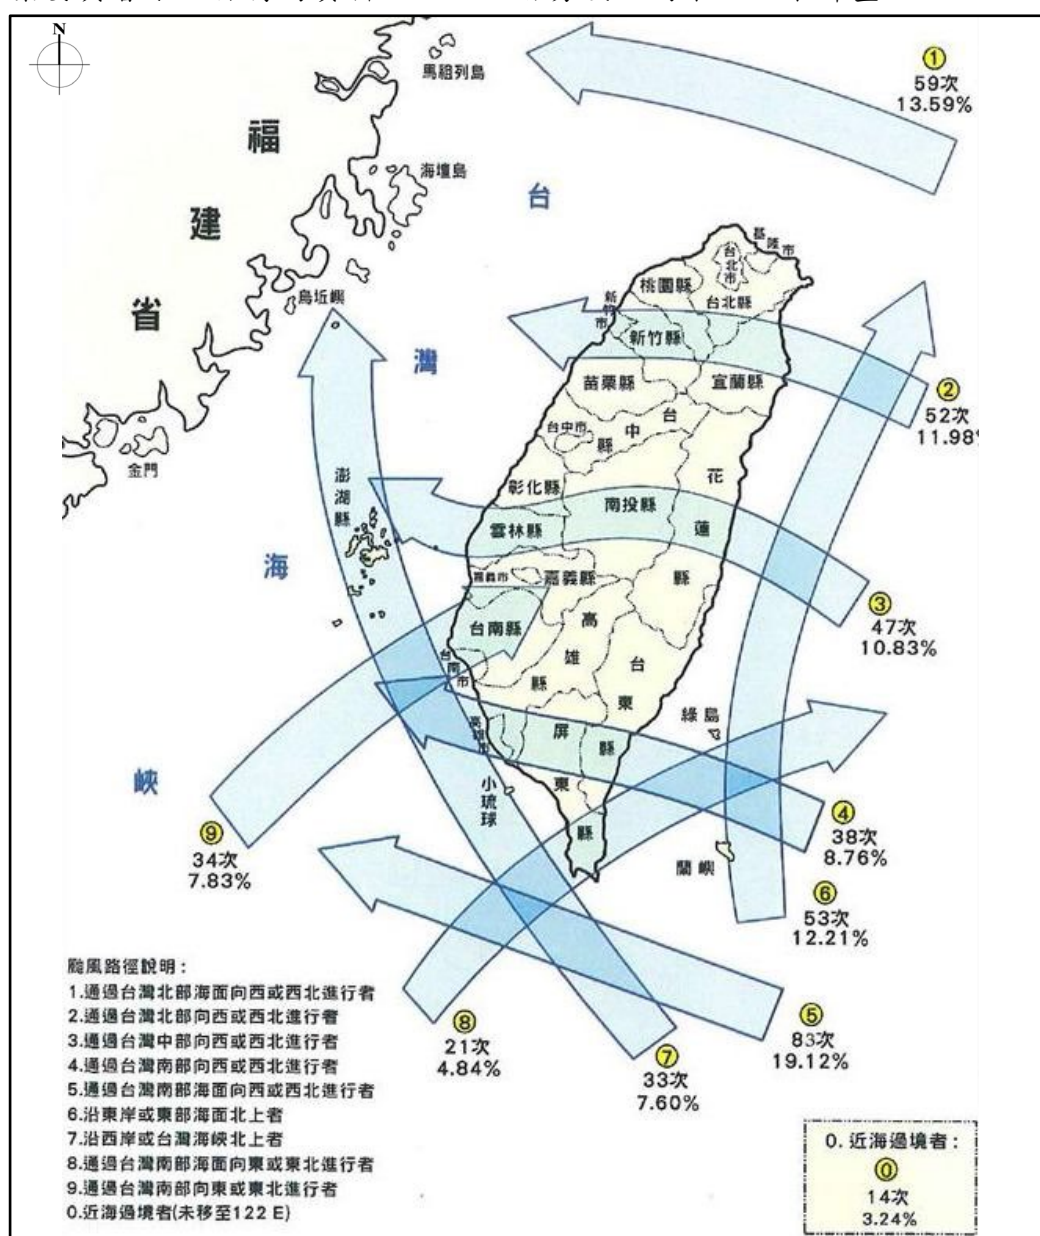 N
馬祖列島
①
59次
13.59%
福
建
省
海壇島
台
灣
海
峽
烏坵嶼
基隆市
台北市
桃園縣
台北縣
新竹市
新竹縣
苗栗縣
宜蘭縣
②
52次
11.98%
台中市
台
中
縣
花
蓮
縣
金門
澎湖縣
彰化縣
南投縣
雲林縣
嘉義市
嘉義縣
③
47次
10.83%
台南縣
台南市
高
雄
縣
台
東
縣
綠島
高雄市
屏
東
縣
小琉球
④
38次
8.76%
⑨
34次
7.83%
蘭嶼
⑥
53次
12.21%
⑧
21次
4.84%
⑤
83次
19.12%
⑦
33次
7.60%
颱風路徑說明：
1.通過台灣北部海面向西或西北進行者
2.通過台灣北部向西或西北進行者
3.通過台灣中部向西或西北進行者
4.通過台灣南部向西或西北進行者
5.通過台灣南部海面向西或西北進行者
6.沿東岸或東部海面北上者
7.沿西岸或台灣海峽北上者
8.通過台灣南部海面向東或東北進行者
9.通過台灣南部向東或東北進行者
0.近海過境者(未移至122 E)
0. 近海過境者：
⓪
14次
3.24%